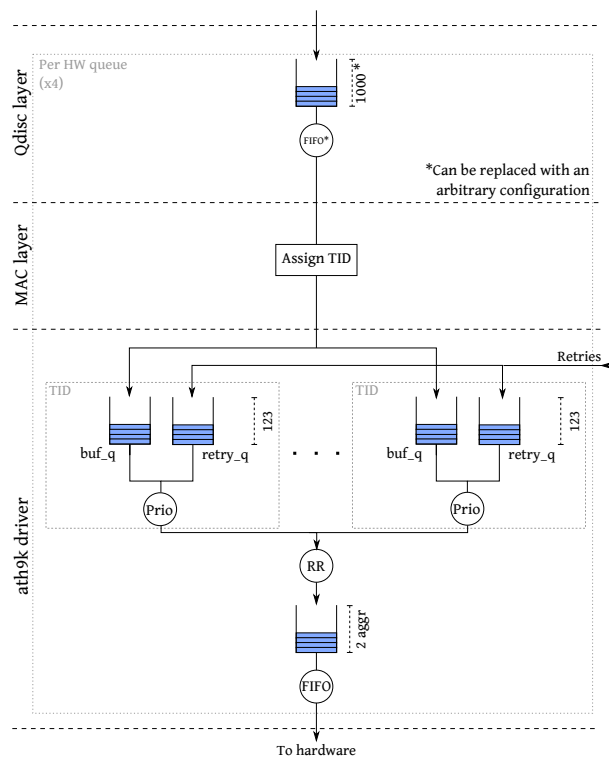 Per HW queue
(x4)
Qdisc layer
1000 *
FIFO*
*Can be replaced with an
arbitrary configuration
MAC layer
Assign TID
Retries
ath9k driver
TID
buf_q
retry_q
123
Prio
. . .
TID
buf_q
retry_q
123
Prio
RR
2 aggr
FIFO
To hardware